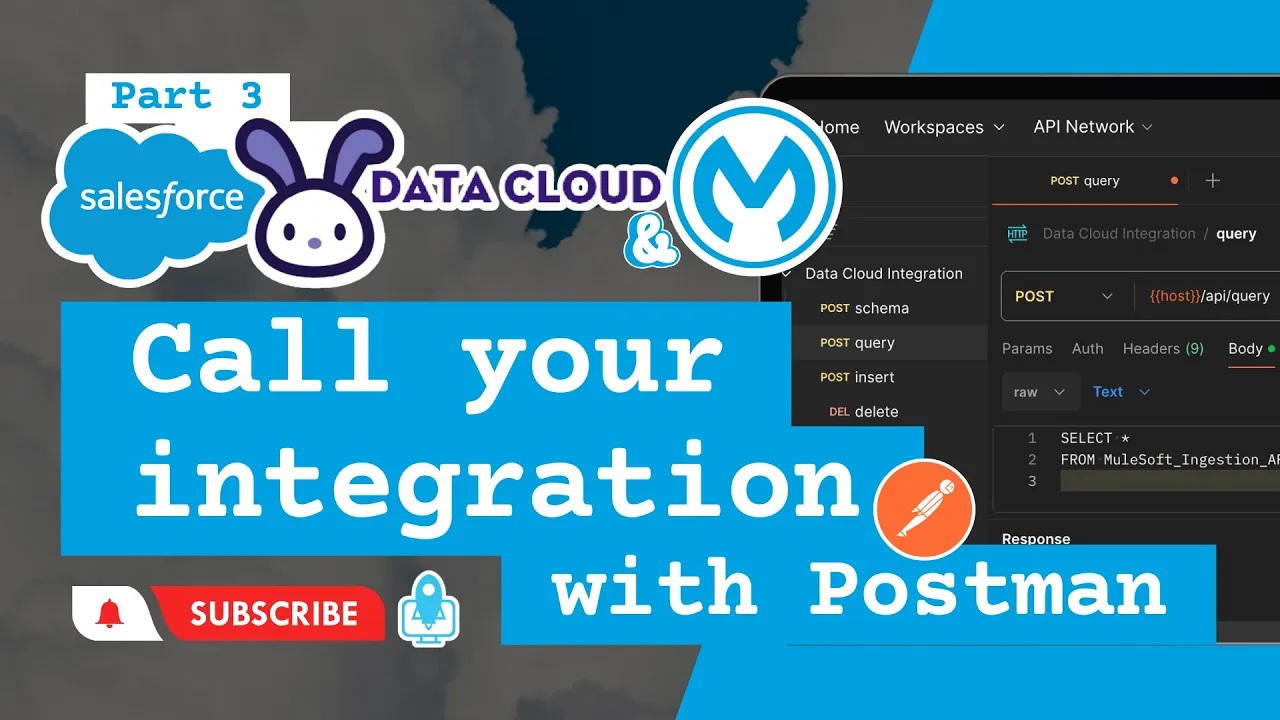 Part 3
salesforce
DATA CLOUD
&
Call your
integration
with Postman
SUBSCRIBE
Home Workspaces API Network
POST query
HTTP Data Cloud Integration / query
Data Cloud Integration
POST schema
POST query
POST insert
DEL delete
POST {{host}}/api/query
Params Auth Headers (9) Body
raw Text
1 SELECT *
2 FROM MuleSoft_Ingestion_AP
3
Response